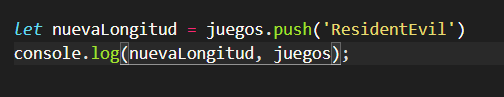 let nuevaLongitud = juegos.push('ResidentEvil')
console.log(nuevaLongitud, juegos);